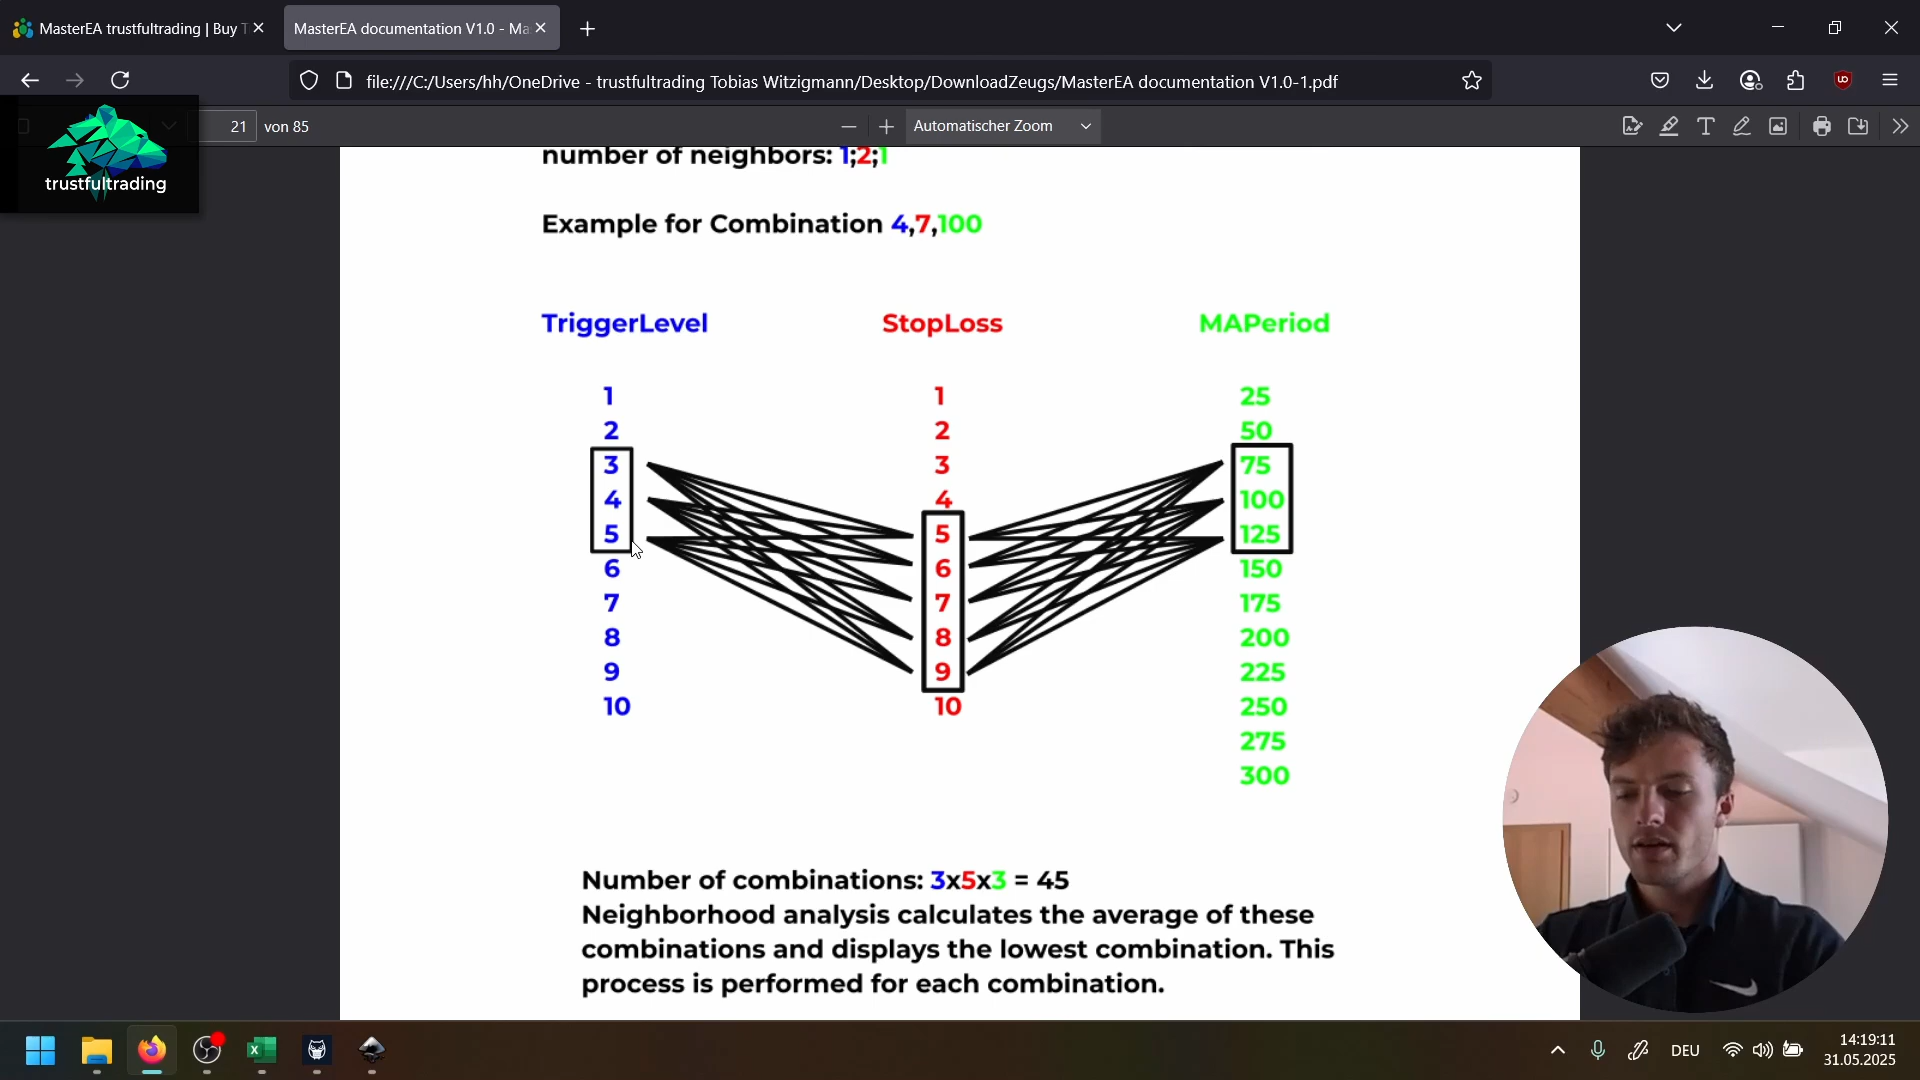 MasterEA trustfultrading | Buy T
MasterEA documentation V1.0 - Ma
file:///C:/Users/hh/OneDrive - trustfultrading Tobias Witzigmann/Desktop/DownloadZeugs/MasterEA documentation V1.0-1.pdf
21 von 85
Automatischer Zoom
trustfultrading
number of neighbors: 1;2;1
Example for Combination 4,7,100
TriggerLevel StopLoss MAPeriod
1 1 25
2 2 50
3 3 75
4 4 100
5 5 125
6 6 150
7 7 175
8 8 200
9 9 225
10 10 250
275
300
Number of combinations: 3x5x3 = 45
Neighborhood analysis calculates the average of these
combinations and displays the lowest combination. This
process is performed for each combination.
DEU
14:19:11
31.05.2025